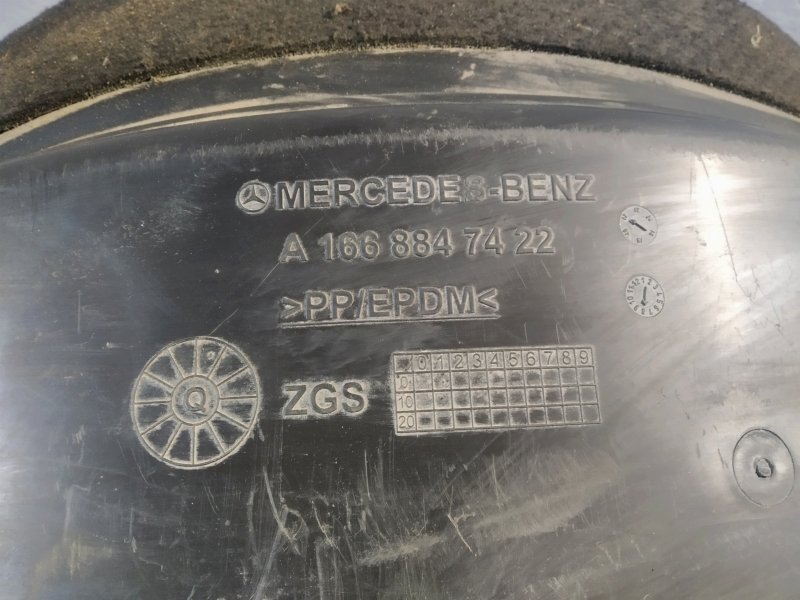 MERCEDES-BENZ
A 166 884 74 22
>PP/EPDM<
Q
ZGS
0 1 2 3 4 5 6 7 8 9
0
10
20